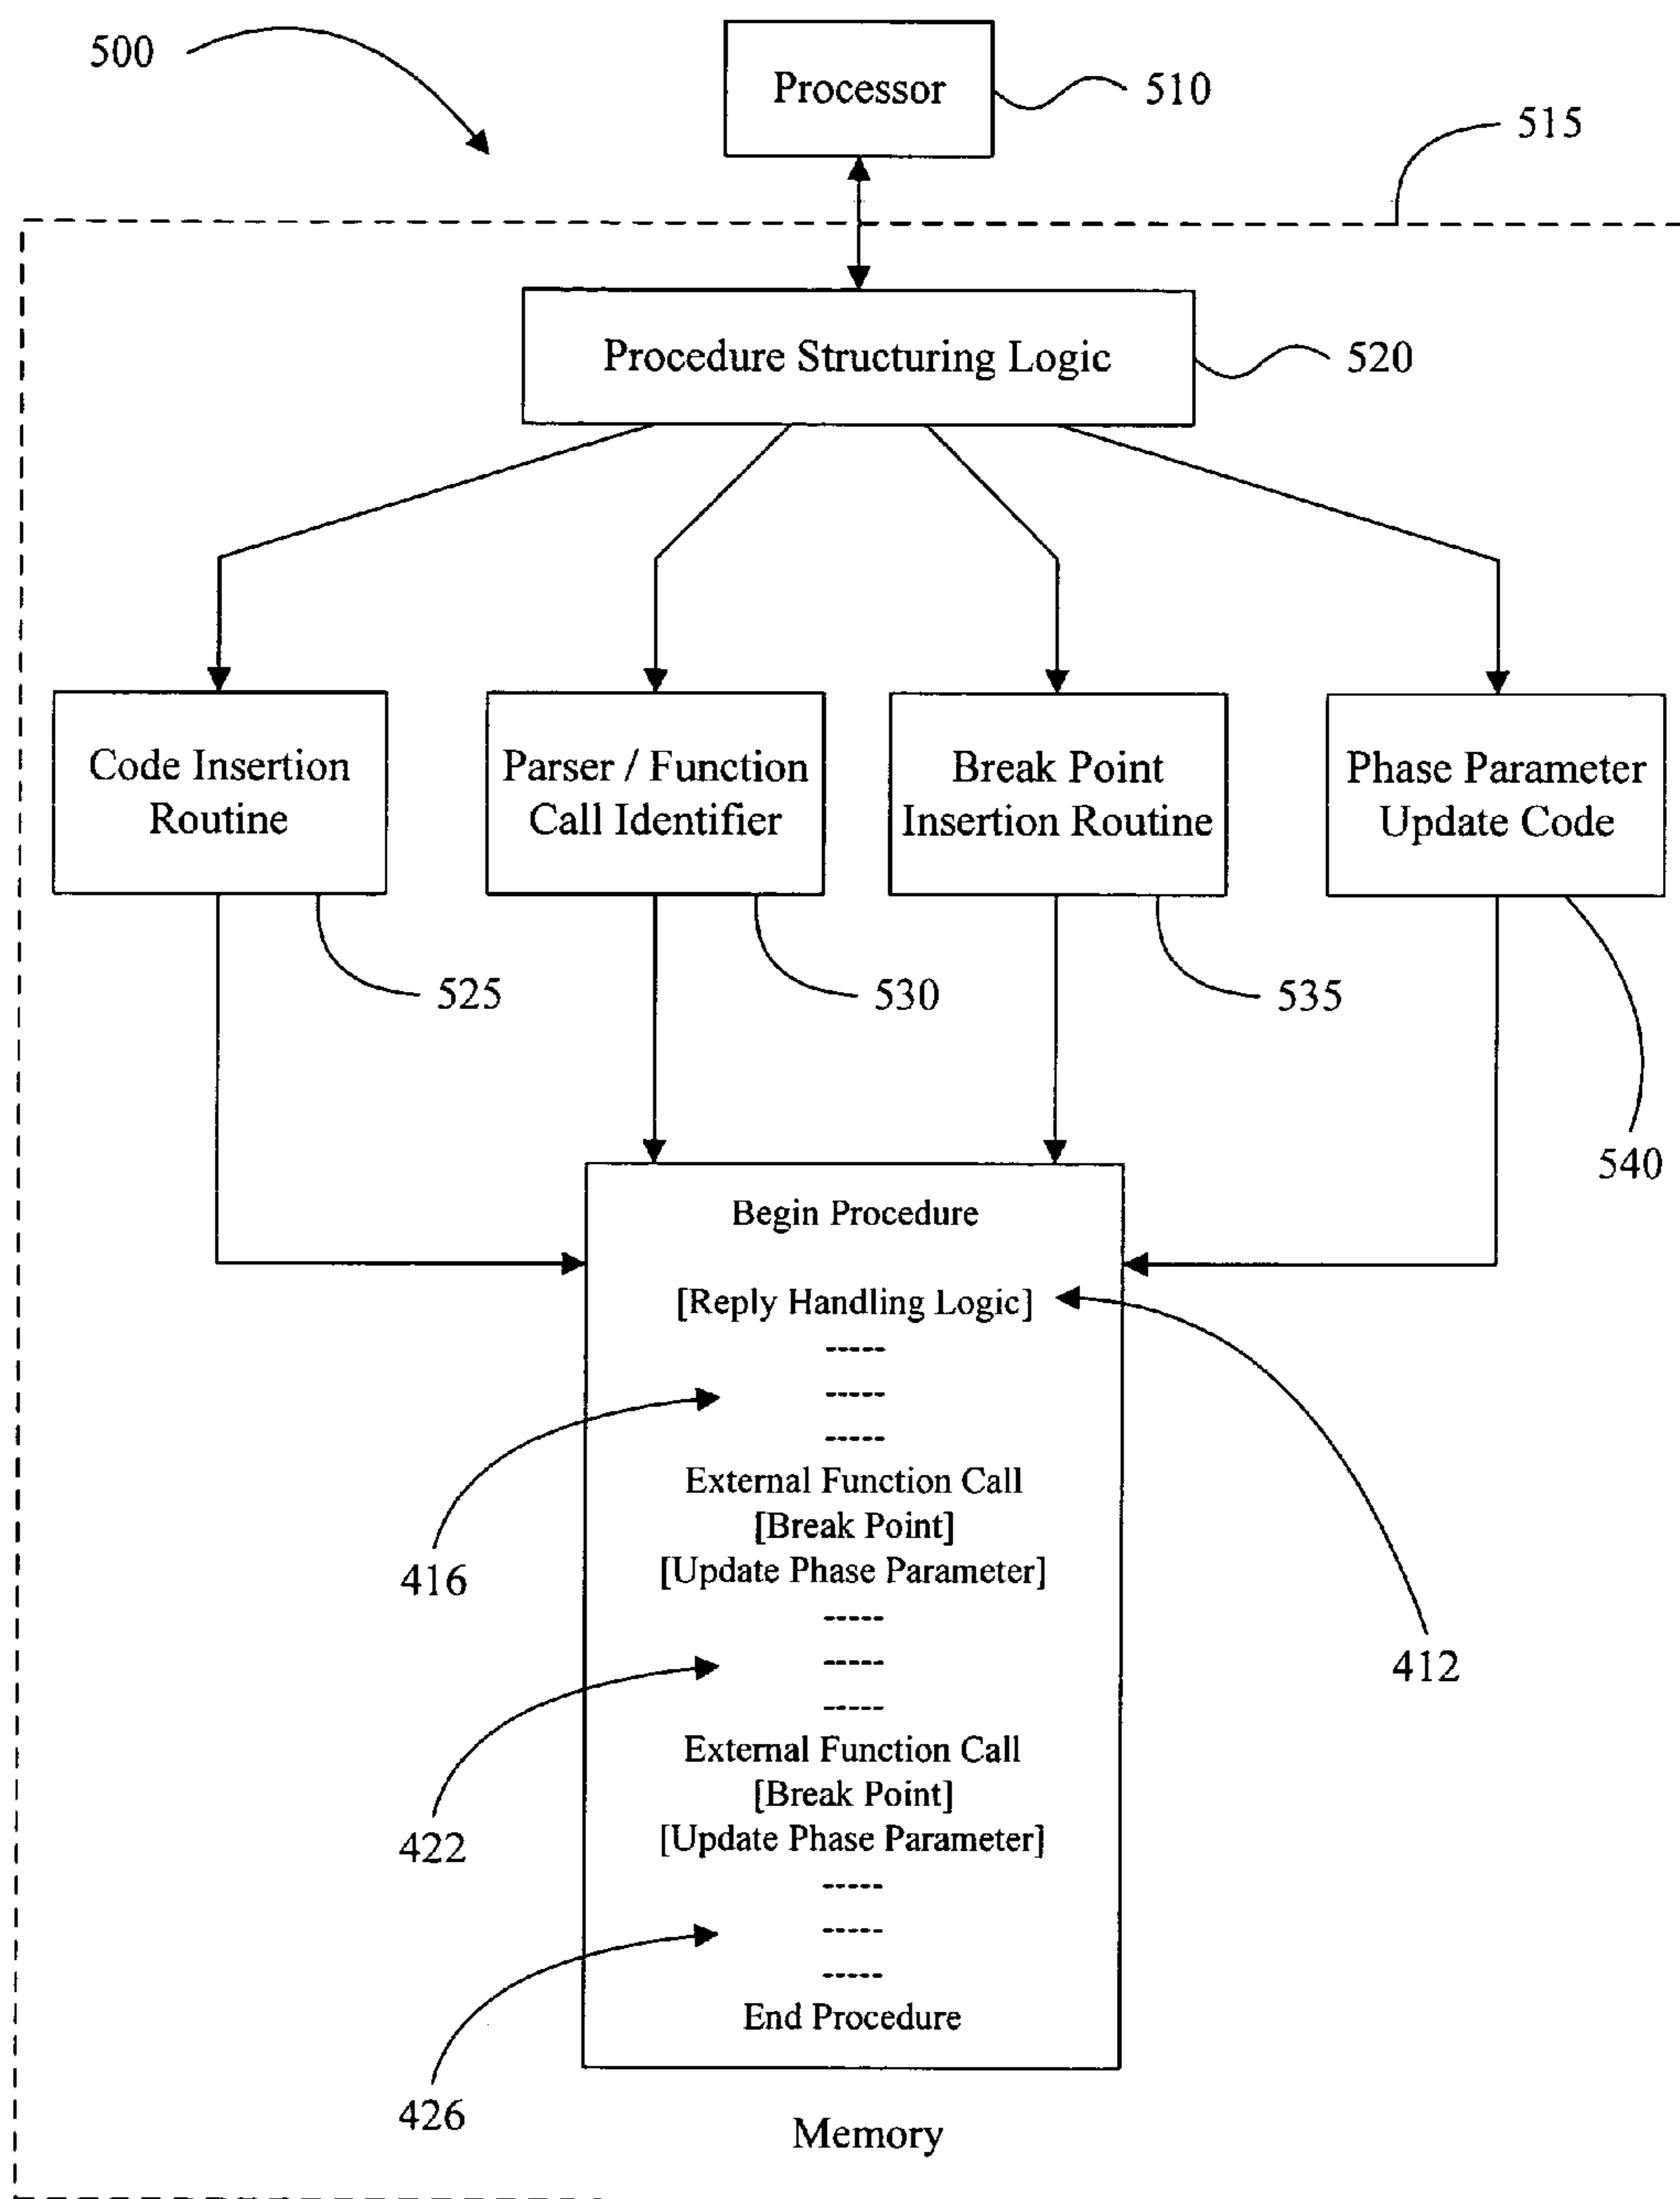 500
Processor
510
515
Procedure Structuring Logic
520
Code Insertion
Routine
Parser / Function
Call Identifier
Break Point
Insertion Routine
Phase Parameter
Update Code
525
530
535
540
Begin Procedure
[Reply Handling Logic]
-----
-----
-----
External Function Call
[Break Point]
[Update Phase Parameter]
416
-----
-----
-----
412
External Function Call
[Break Point]
[Update Phase Parameter]
422
-----
-----
-----
End Procedure
426
Memory